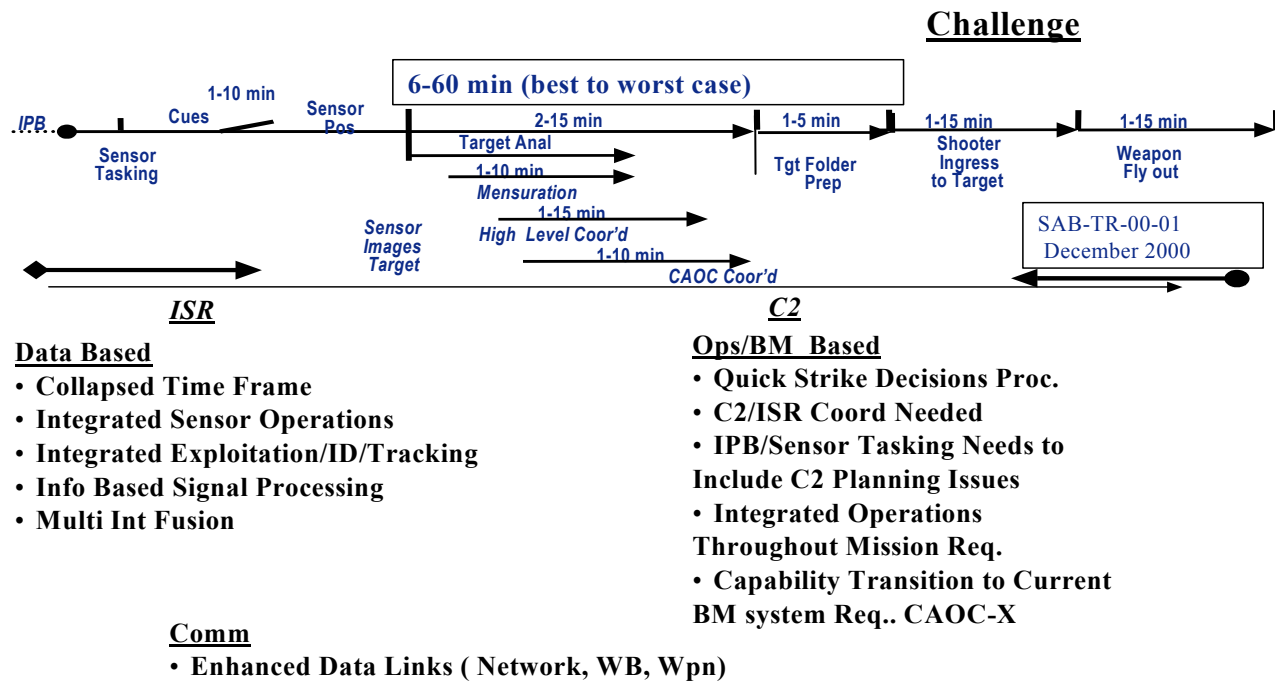 Challenge
6-60 min (best to worst case)
1-10 min
IPB
Cues
Sensor
Pos
2-15 min
1-5 min
1-15 min
1-15 min
Sensor
Tasking
Target Anal
1-10 min
Mensuration
Tgt Folder
Prep
Shooter
Ingress
to Target
Weapon
Fly out
1-15 min
High Level Coor'd
Sensor
Images
Target
1-10 min
CAOC Coor'd
SAB-TR-00-01
December 2000
ISR
C2
Data Based
• Collapsed Time Frame
• Integrated Sensor Operations
• Integrated Exploitation/ID/Tracking
• Info Based Signal Processing
• Multi Int Fusion
Ops/BM Based
• Quick Strike Decisions Proc.
• C2/ISR Coord Needed
• IPB/Sensor Tasking Needs to
Include C2 Planning Issues
• Integrated Operations
Throughout Mission Req.
• Capability Transition to Current
BM system Req.. CAOC-X
Comm
• Enhanced Data Links ( Network, WB, Wpn)